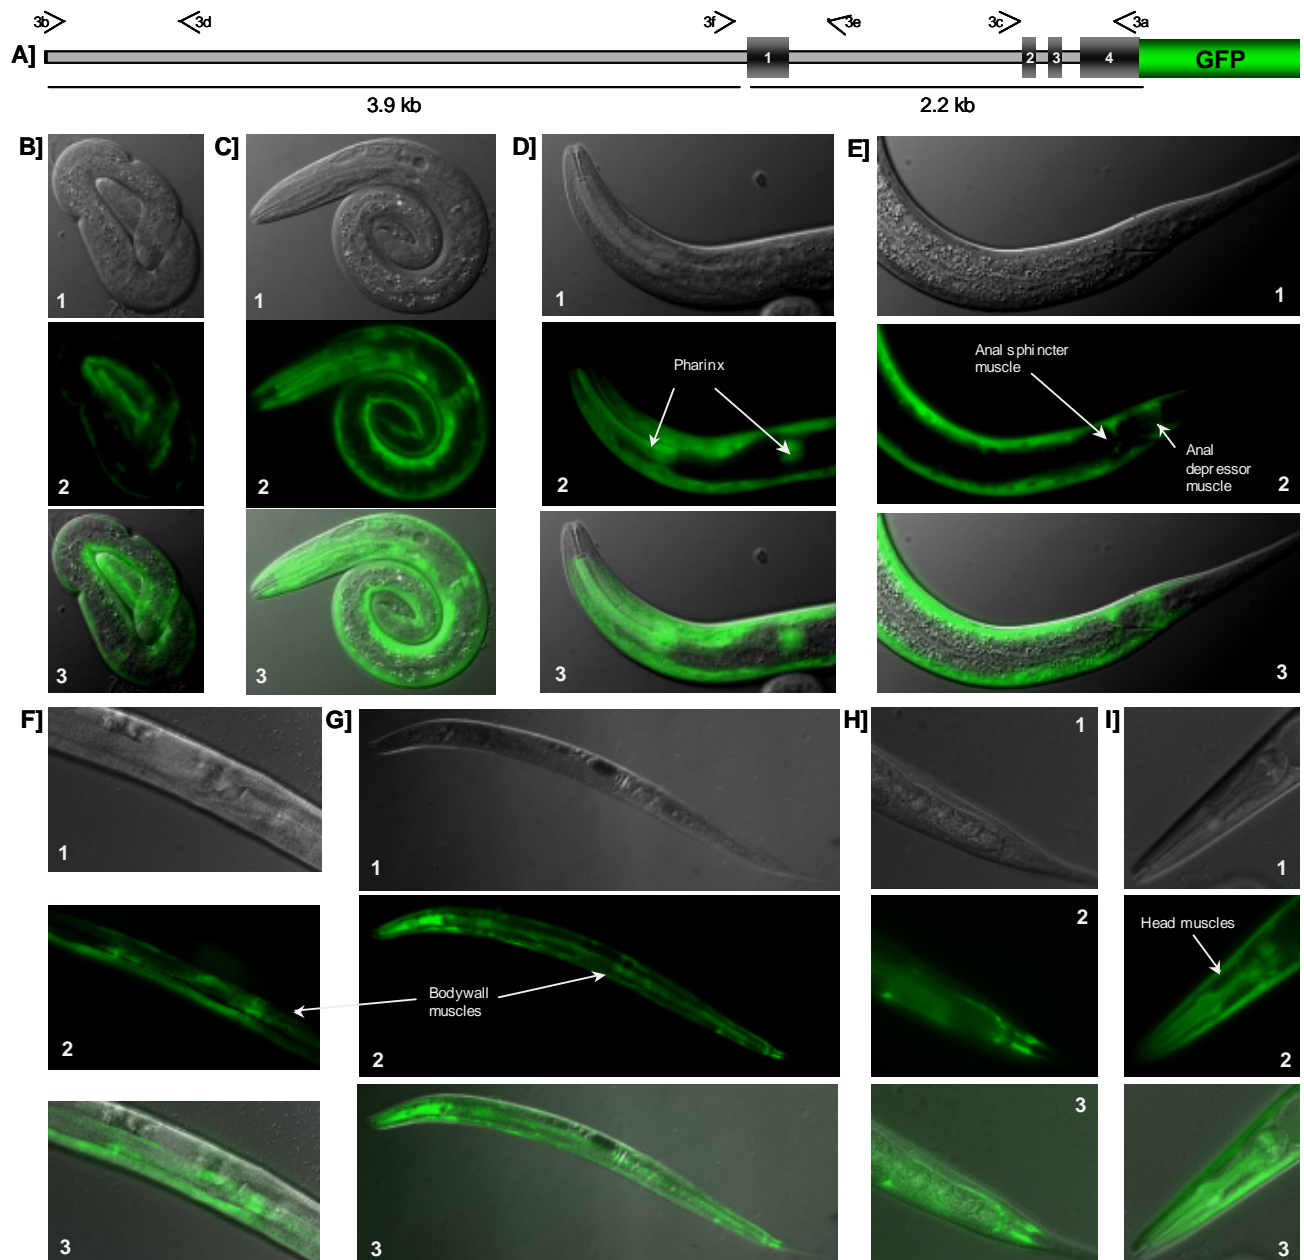 3b 3d 3f 3e 3c 3a
A] 1 2 3 4 GFP
3.9 kb 2.2 kb
B] C] D] E]
1 1 1 1
Pharinx
Anal sphincter
muscle
Anal
depressor
muscle
2 2 2 2
3 3 3 3
F] G] H] I]
1 1 1 1
Head muscles
Bodywall
muscles
2 2 2 2
3 3 3 3